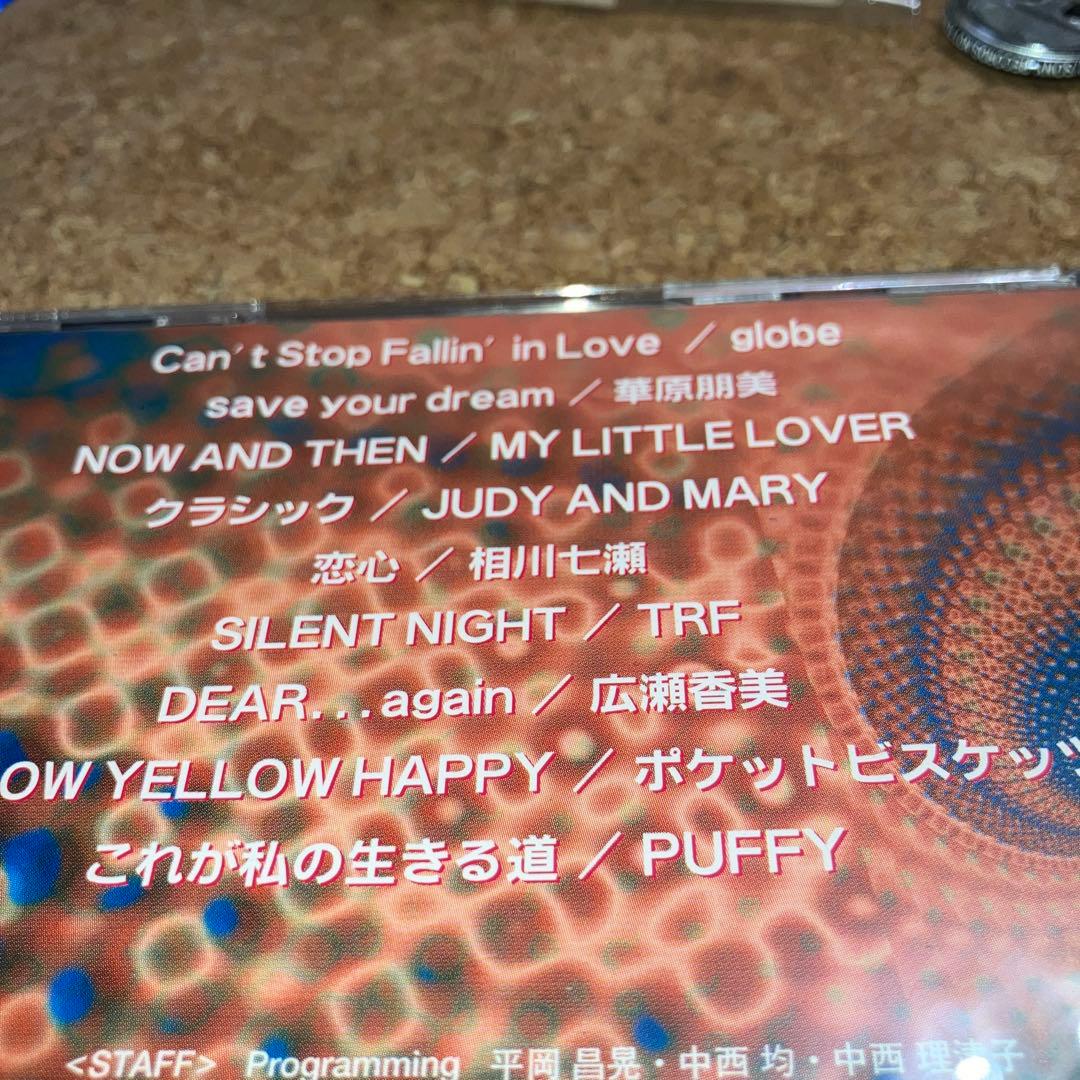 Can't Stop Fallin' in Love / globe
save your dream / 華原朋美
NOW AND THEN / MY LITTLE LOVER
クラシック / JUDY AND MARY
恋心 / 相川七瀬
SILENT NIGHT / TRF
DEAR...again / 広瀬香美
OW YELLOW HAPPY / ポケットビスケッツ
これが私の生きる道 / PUFFY
<STAFF> Programming 平岡 昌晃・中西 均・中西 理津子